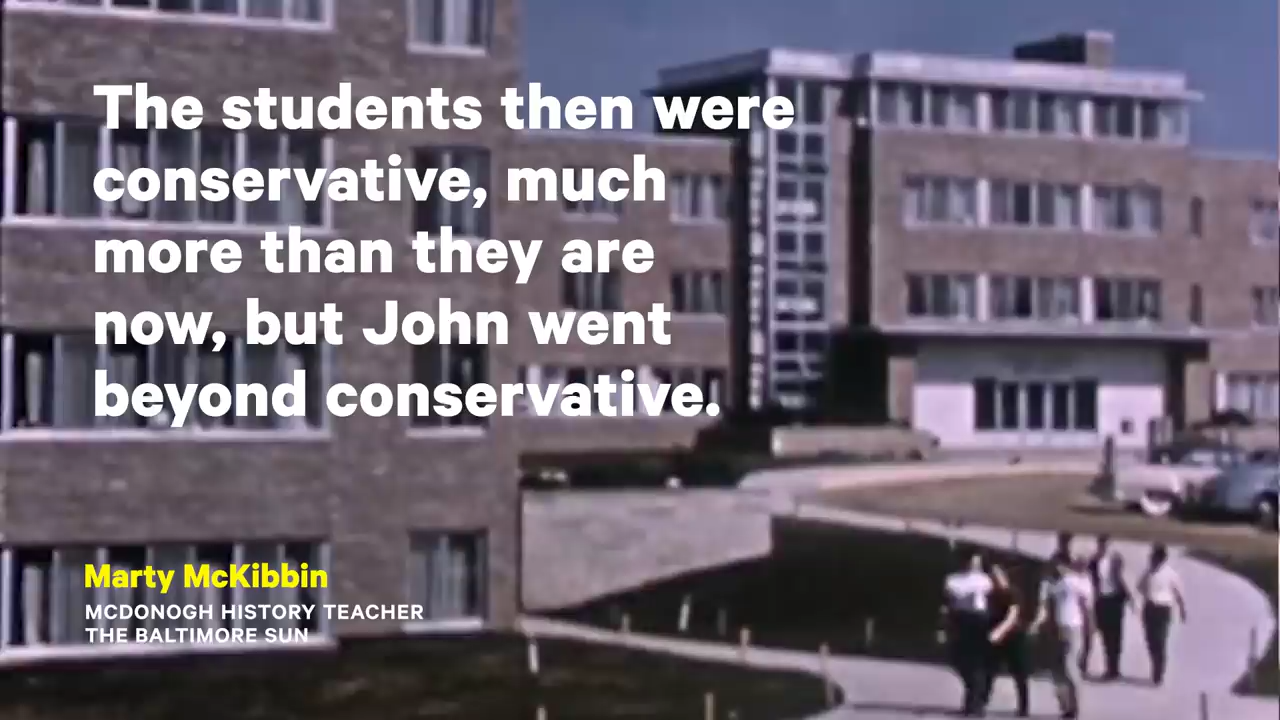 The students then were
conservative, much
more than they are
now, but John went
beyond conservative.
Marty McKibbin
MCDONOGH HISTORY TEACHER
THE BALTIMORE SUN